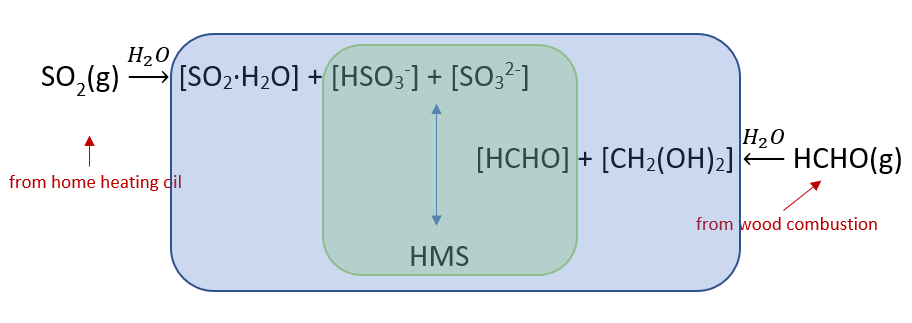 H₂O
SO₂(g) ⟶ [SO₂·H₂O] + [HSO₃⁻] + [SO₃²⁻]
H₂O
[HCHO] + [CH₂(OH)₂] ⟵ HCHO(g)
from home heating oil
from wood combustion
HMS